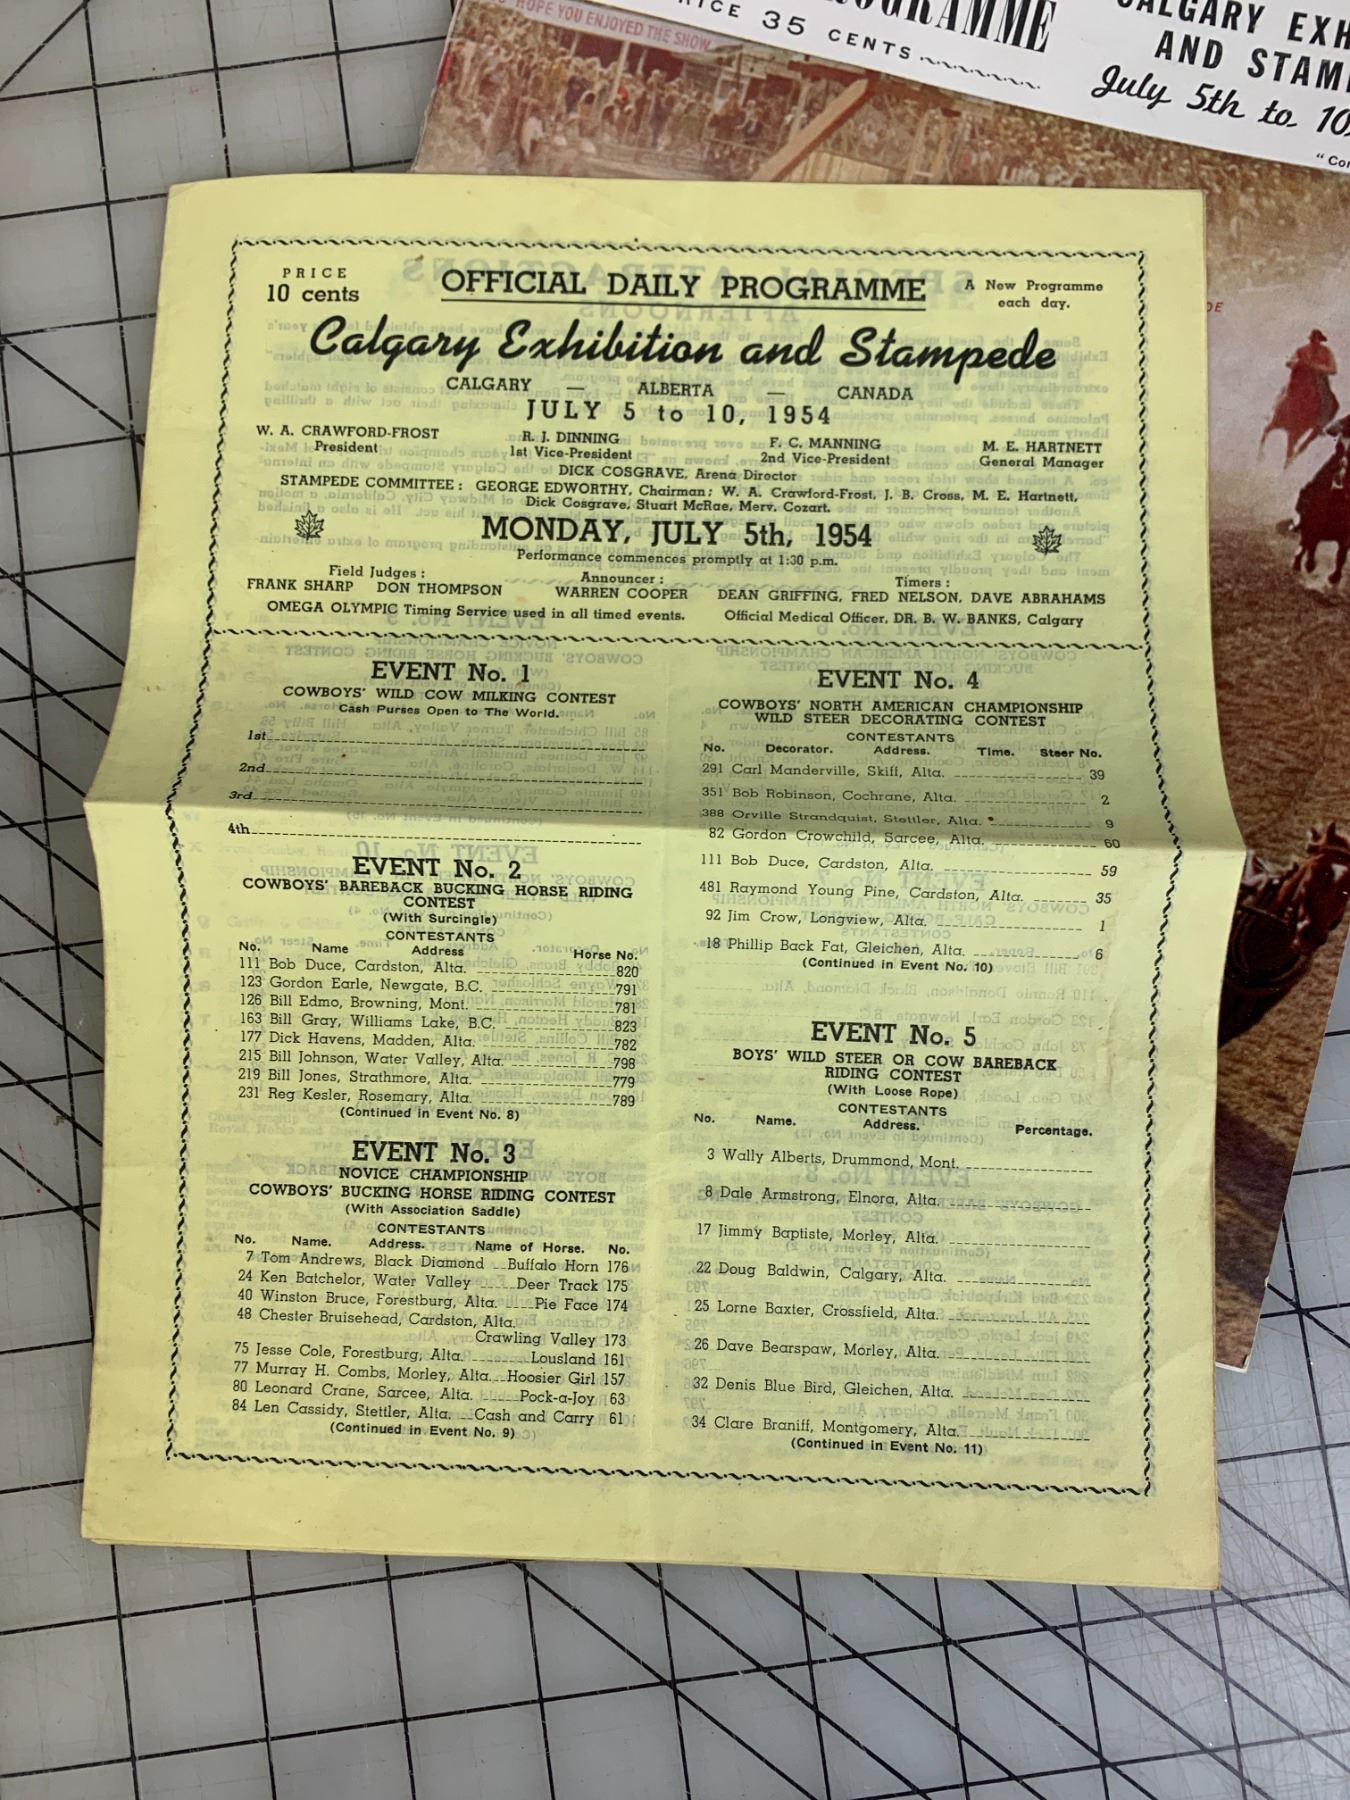 HOPE YOU ENJOYED THE SHOW
PROGRAMME
PRICE 35 CENTS
CALGARY EXH
AND STAM
July 5th to 10
"Co
PRICE
10 cents
OFFICIAL DAILY PROGRAMME
A New Programme
each day.
Calgary Exhibition and Stampede
CALGARY — ALBERTA — CANADA
JULY 5 to 10, 1954
W. A. CRAWFORD-FROST
President
R. J. DINNING
1st Vice-President
F. C. MANNING
2nd Vice-President
M. E. HARTNETT
General Manager
DICK COSGRAVE, Arena Director
STAMPEDE COMMITTEE: GEORGE EDWORTHY, Chairman; W. A. Crawford-Frost, J. B. Cross, M. E. Hartnett,
Dick Cosgrave, Stuart McRae, Merv. Cozart.
MONDAY, JULY 5th, 1954
Performance commences promptly at 1:30 p.m.
Field Judges:
FRANK SHARP DON THOMPSON
Announcer:
WARREN COOPER
Timers:
DEAN GRIFFING, FRED NELSON, DAVE ABRAHAMS
OMEGA OLYMPIC Timing Service used in all timed events.
Official Medical Officer, DR. B. W. BANKS, Calgary
EVENT No. 1
COWBOYS' WILD COW MILKING CONTEST
Cash Purses Open to The World.
1st
2nd
3rd
4th
EVENT No. 2
COWBOYS' BAREBACK BUCKING HORSE RIDING
CONTEST
(With Surcingle)
CONTESTANTS
No. Name Address Horse No.
111 Bob Duce, Cardston, Alta. 820
123 Gordon Earle, Newgate, B.C. 791
126 Bill Edmo, Browning, Mont. 781
163 Bill Gray, Williams Lake, B.C. 823
177 Dick Havens, Madden, Alta. 782
215 Bill Johnson, Water Valley, Alta. 798
219 Bill Jones, Strathmore, Alta. 779
231 Reg Kesler, Rosemary, Alta. 789
(Continued in Event No. 8)
EVENT No. 3
NOVICE CHAMPIONSHIP
COWBOYS' BUCKING HORSE RIDING CONTEST
(With Association Saddle)
CONTESTANTS
No. Name. Address. Name of Horse. No.
7 Tom Andrews, Black Diamond Buffalo Horn 176
24 Ken Batchelor, Water Valley Deer Track 175
40 Winston Bruce, Forestburg, Alta. Pie Face 174
48 Chester Bruisehead, Cardston, Alta.
Crawling Valley 173
75 Jesse Cole, Forestburg, Alta. Lousland 161
77 Murray H. Combs, Morley, Alta. Hoosier Girl 157
80 Leonard Crane, Sarcee, Alta. Pock-a-Joy 63
84 Len Cassidy, Stettler, Alta. Cash and Carry 61
(Continued in Event No. 9)
EVENT No. 4
COWBOYS' NORTH AMERICAN CHAMPIONSHIP
WILD STEER DECORATING CONTEST
CONTESTANTS
No. Decorator. Address. Time. Steer No.
291 Carl Manderville, Skiff, Alta. 39
351 Bob Robinson, Cochrane, Alta. 2
388 Orville Strandquist, Stettler, Alta. 9
82 Gordon Crowchild, Sarcee, Alta. 60
111 Bob Duce, Cardston, Alta. 59
481 Raymond Young Pine, Cardston, Alta. 35
92 Jim Crow, Longview, Alta. 1
18 Phillip Back Fat, Gleichen, Alta. 6
(Continued in Event No. 10)
EVENT No. 5
BOYS' WILD STEER OR COW BAREBACK
RIDING CONTEST
(With Loose Rope)
CONTESTANTS
No. Name. Address. Percentage.
3 Wally Alberts, Drummond, Mont.
8 Dale Armstrong, Elnora, Alta.
17 Jimmy Baptiste, Morley, Alta.
22 Doug Baldwin, Calgary, Alta.
25 Lorne Baxter, Crossfield, Alta.
26 Dave Bearspaw, Morley, Alta.
32 Denis Blue Bird, Gleichen, Alta.
34 Clare Braniff, Montgomery, Alta.
(Continued in Event No. 11)